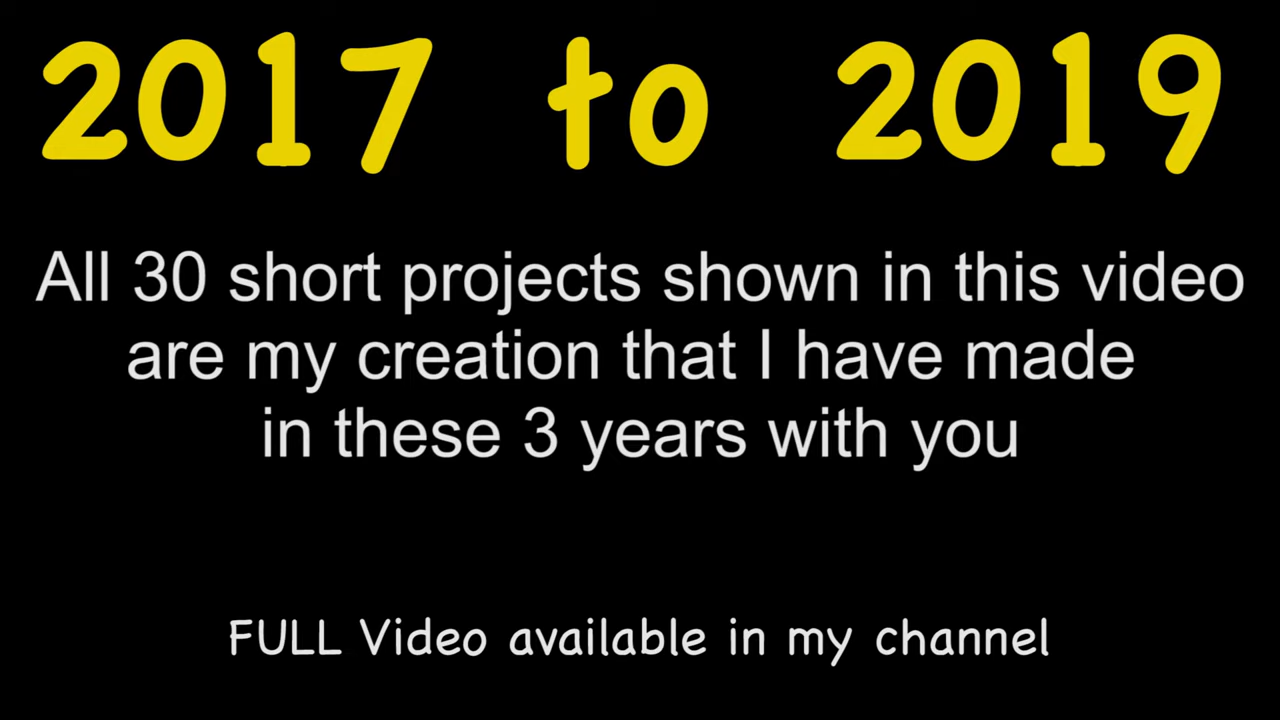 2017 to 2019
All 30 short projects shown in this video
are my creation that I have made
in these 3 years with you
FULL Video available in my channel